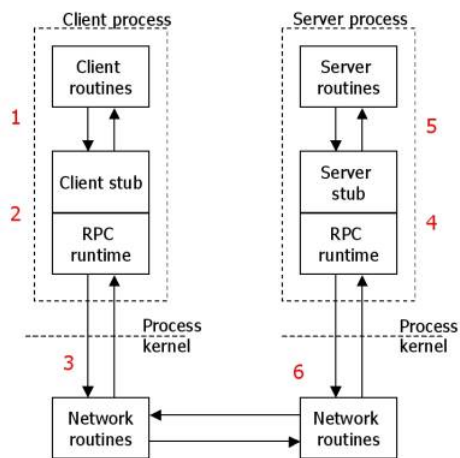 Client process
Server process
Client
routines
Server
routines
1
5
Client stub
Server
stub
2
4
RPC
runtime
RPC
runtime
Process
kernel
Process
kernel
3
6
Network
routines
Network
routines